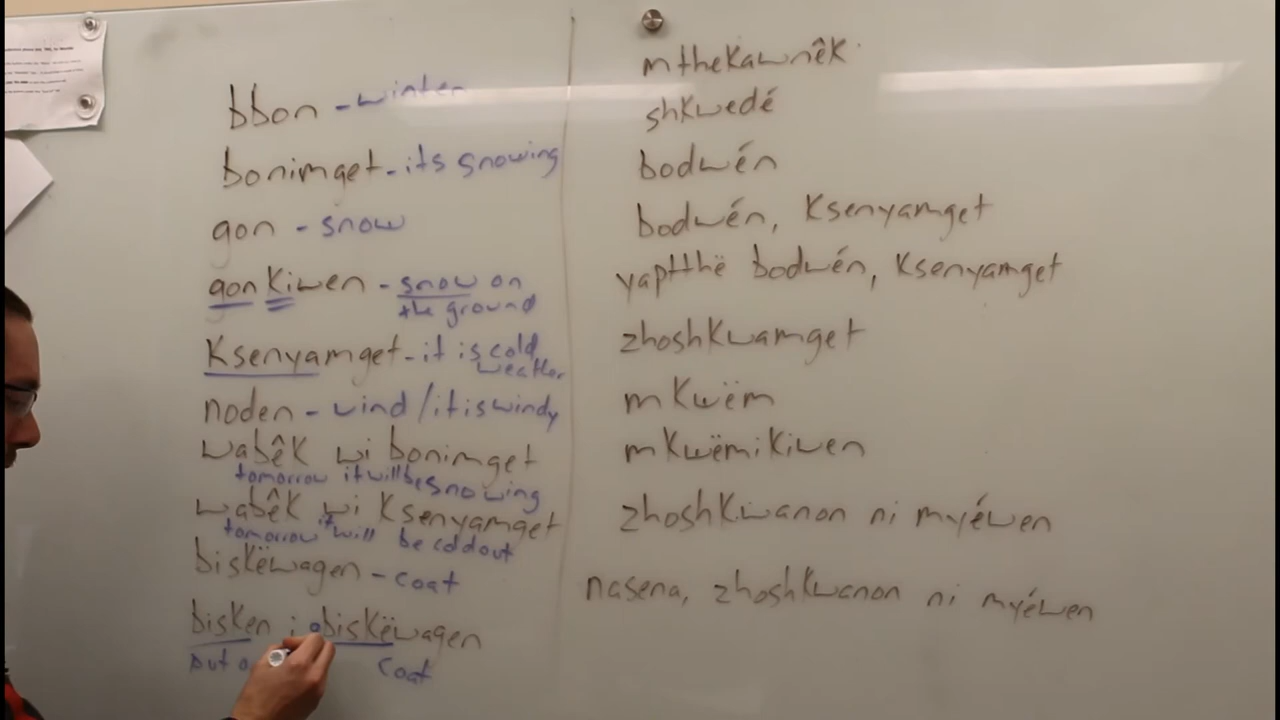 bbon - winter
bonimget - its snowing
gon - snow
gonkiwen - snow on
the ground
Ksenyamget - it is cold
weather
noden - wind / it is windy
wabêk wi bonimget
tomorrow it will be snowing
wabêk wi Ksenyamget
tomorrow it will be cold out
biskëwagen - coat
bisken i biskëwagen
put coat
mthekawnêk
shkwedé
bodwén
bodwén, Ksenyamget
yaptthë bodwén, Ksenyamget
zhoshkwamget
mkwëm
mkwëmikiwen
zhoshkwanon ni myéwen
nasena, zhoshkwanon ni myéwen